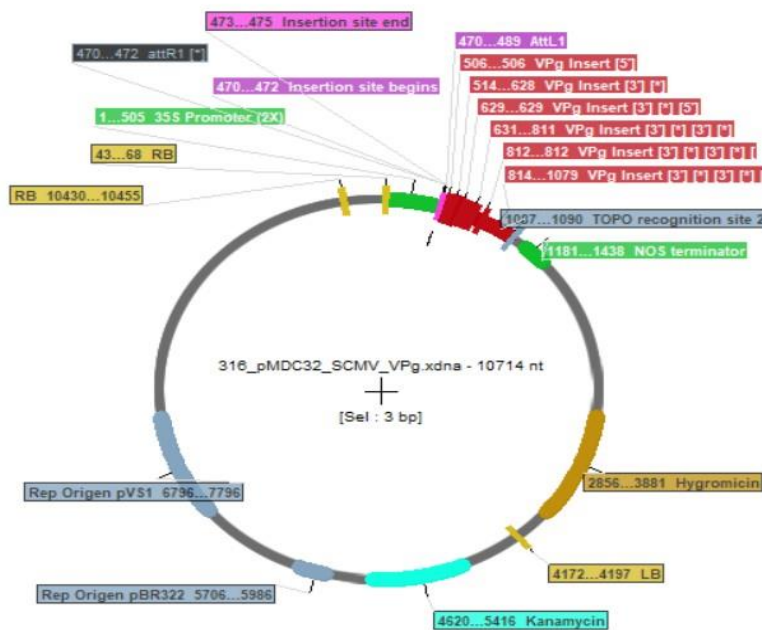 473...475 Insertion site end
470...472 attR1 [*]
470...489 AttL1
506...506 VPg Insert [5']
470...472 Insertion site begins
514...628 VPg Insert [3'] [*]
1...505 35S Promoter (2X)
629...629 VPg Insert [3'] [*] [5']
631...811 VPg Insert [3'] [*] [3'] [*]
43...68 RB
812...812 VPg Insert [3'] [*] [3'] [*] [
RB 10430...10455
814...1079 VPg Insert [3'] [*] [3'] [*]
1087...1090 TOPO recognition site 2
1181...1438 NOS terminator
316_pMDC32_SCMV_VPg.xdna - 10714 nt
[Sel : 3 bp]
Rep Origen pVS1 6796...7796
2856...3881 Hygromicin
4172...4197 LB
Rep Origen pBR322 5706...5986
4620...5416 Kanamycin